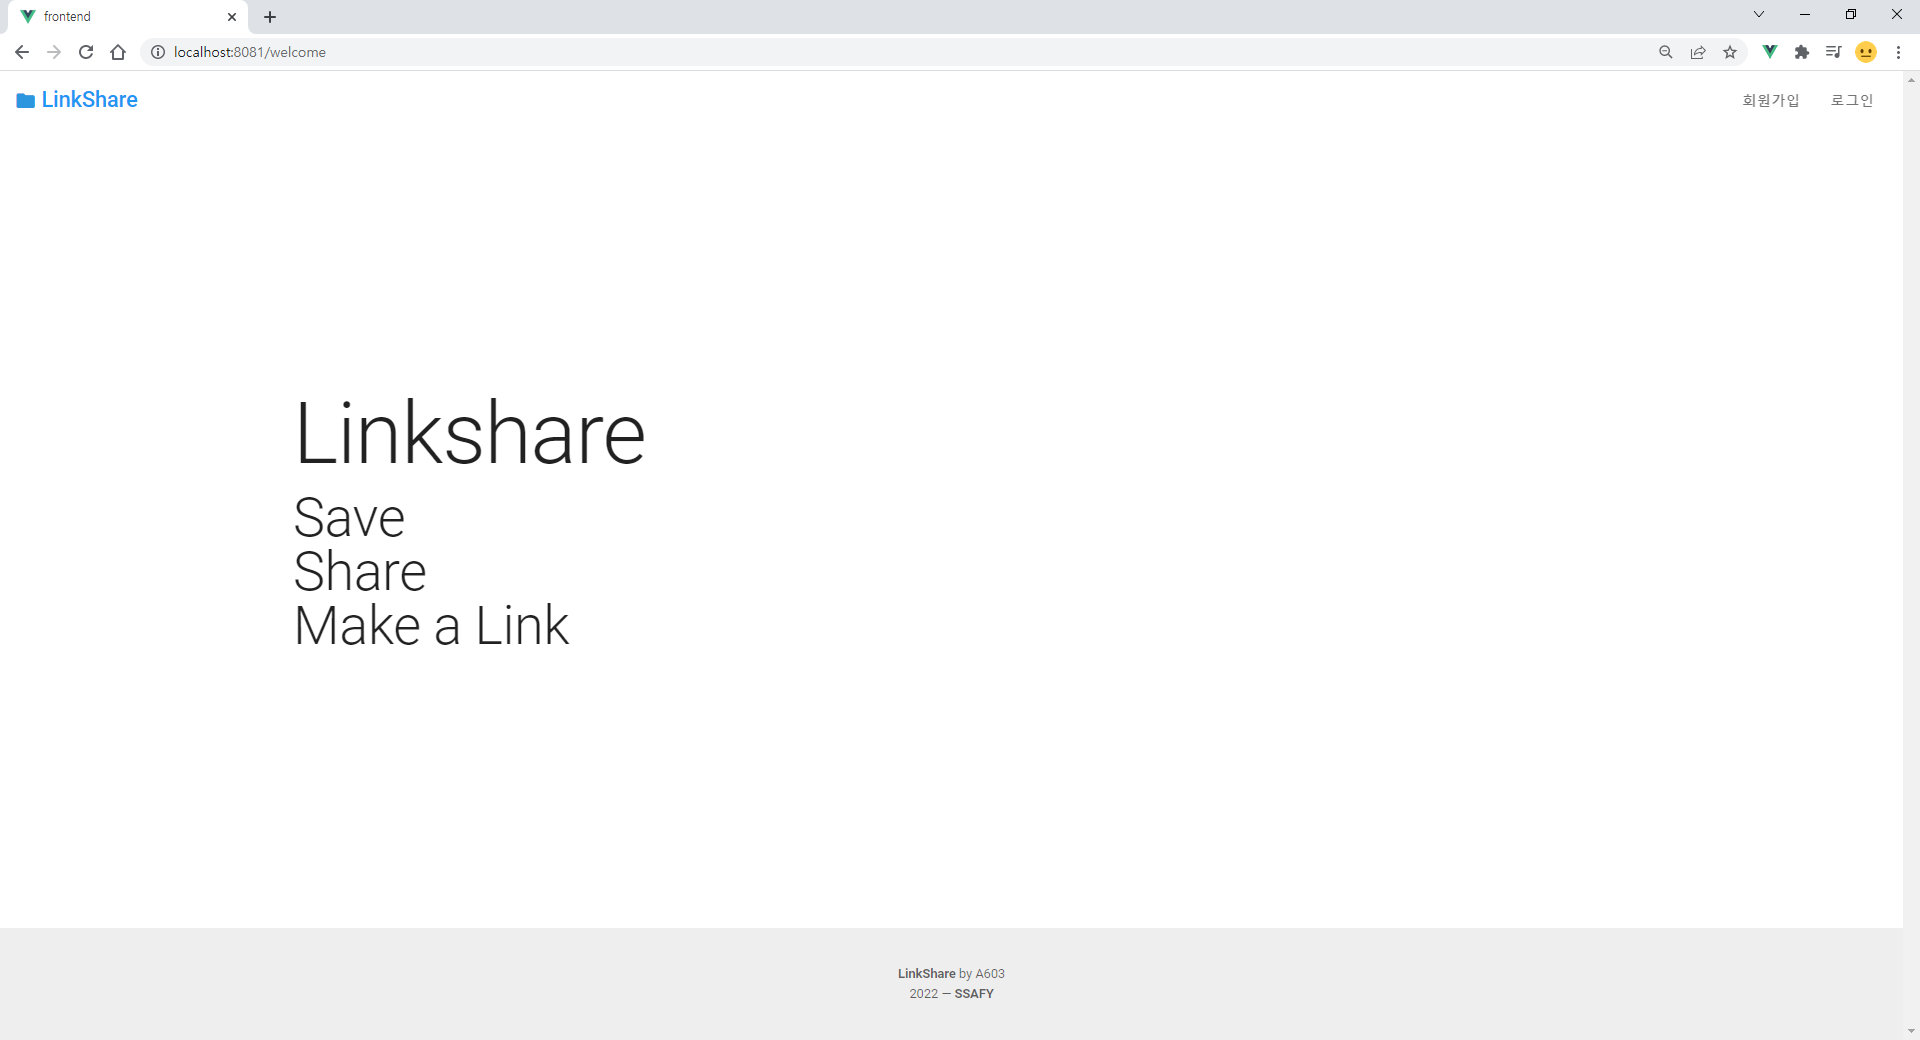 frontend
localhost:8081/welcome
LinkShare
회원가입 로그인
Linkshare
Save
Share
Make a Link
LinkShare by A603
2022 — SSAFY